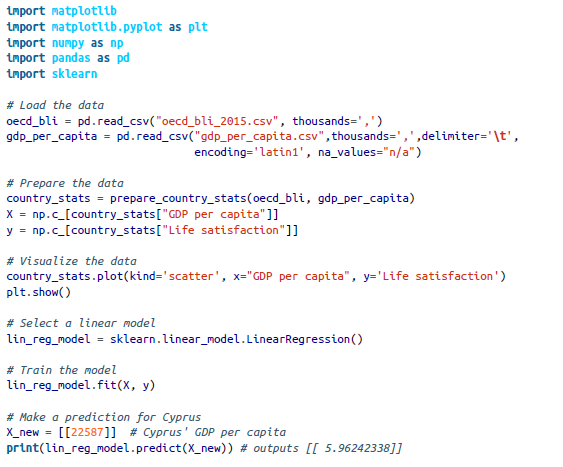 import matplotlib
import matplotlib.pyplot as plt
import numpy as np
import pandas as pd
import sklearn
# Load the data
oecd_bli = pd.read_csv("oecd_bli_2015.csv", thousands=',')
gdp_per_capita = pd.read_csv("gdp_per_capita.csv",thousands=',',delimiter='\t',
                             encoding='latin1', na_values="n/a")
# Prepare the data
country_stats = prepare_country_stats(oecd_bli, gdp_per_capita)
X = np.c_[country_stats["GDP per capita"]]
y = np.c_[country_stats["Life satisfaction"]]
# Visualize the data
country_stats.plot(kind='scatter', x="GDP per capita", y='Life satisfaction')
plt.show()
# Select a linear model
lin_reg_model = sklearn.linear_model.LinearRegression()
# Train the model
lin_reg_model.fit(X, y)
# Make a prediction for Cyprus
X_new = [[22587]]  # Cyprus' GDP per capita
print(lin_reg_model.predict(X_new)) # outputs [[ 5.96242338]]